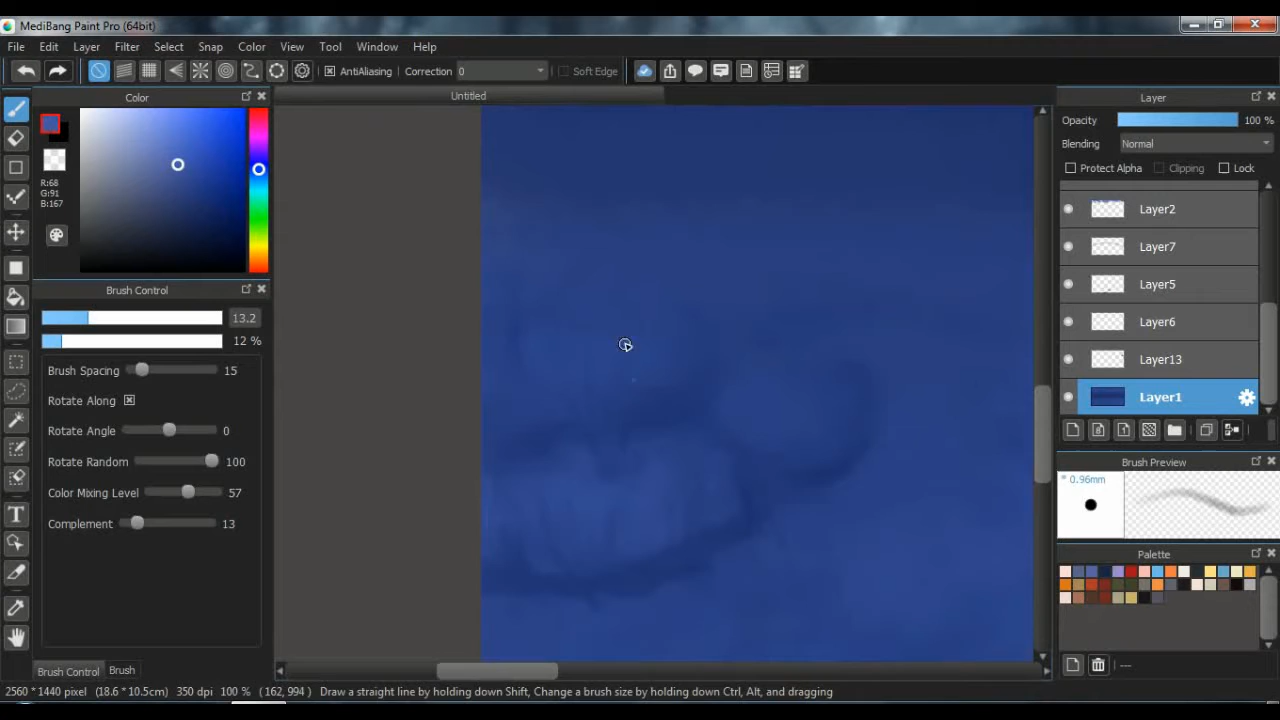 MediBang Paint Pro (64bit)
File Edit Layer Filter Select Snap Color View Tool Window Help
AntiAliasing Correction 0 Soft Edge
Color
Untitled
Layer
R:68
G:91
B:167
Opacity 100 %
Blending Normal
Protect Alpha Clipping Lock
Layer2
Layer7
Layer5
Layer6
Layer13
Layer1
Brush Control
13.2
12 %
Brush Spacing 15
Rotate Along
Rotate Angle 0
Rotate Random 100
Color Mixing Level 57
Complement 13
Brush Preview
* 0.96mm
Palette
---
Brush Control Brush
2560 * 1440 pixel (18.6 * 10.5cm) 350 dpi 100 % (162, 994) Draw a straight line by holding down Shift, Change a brush size by holding down Ctrl, Alt, and dragging